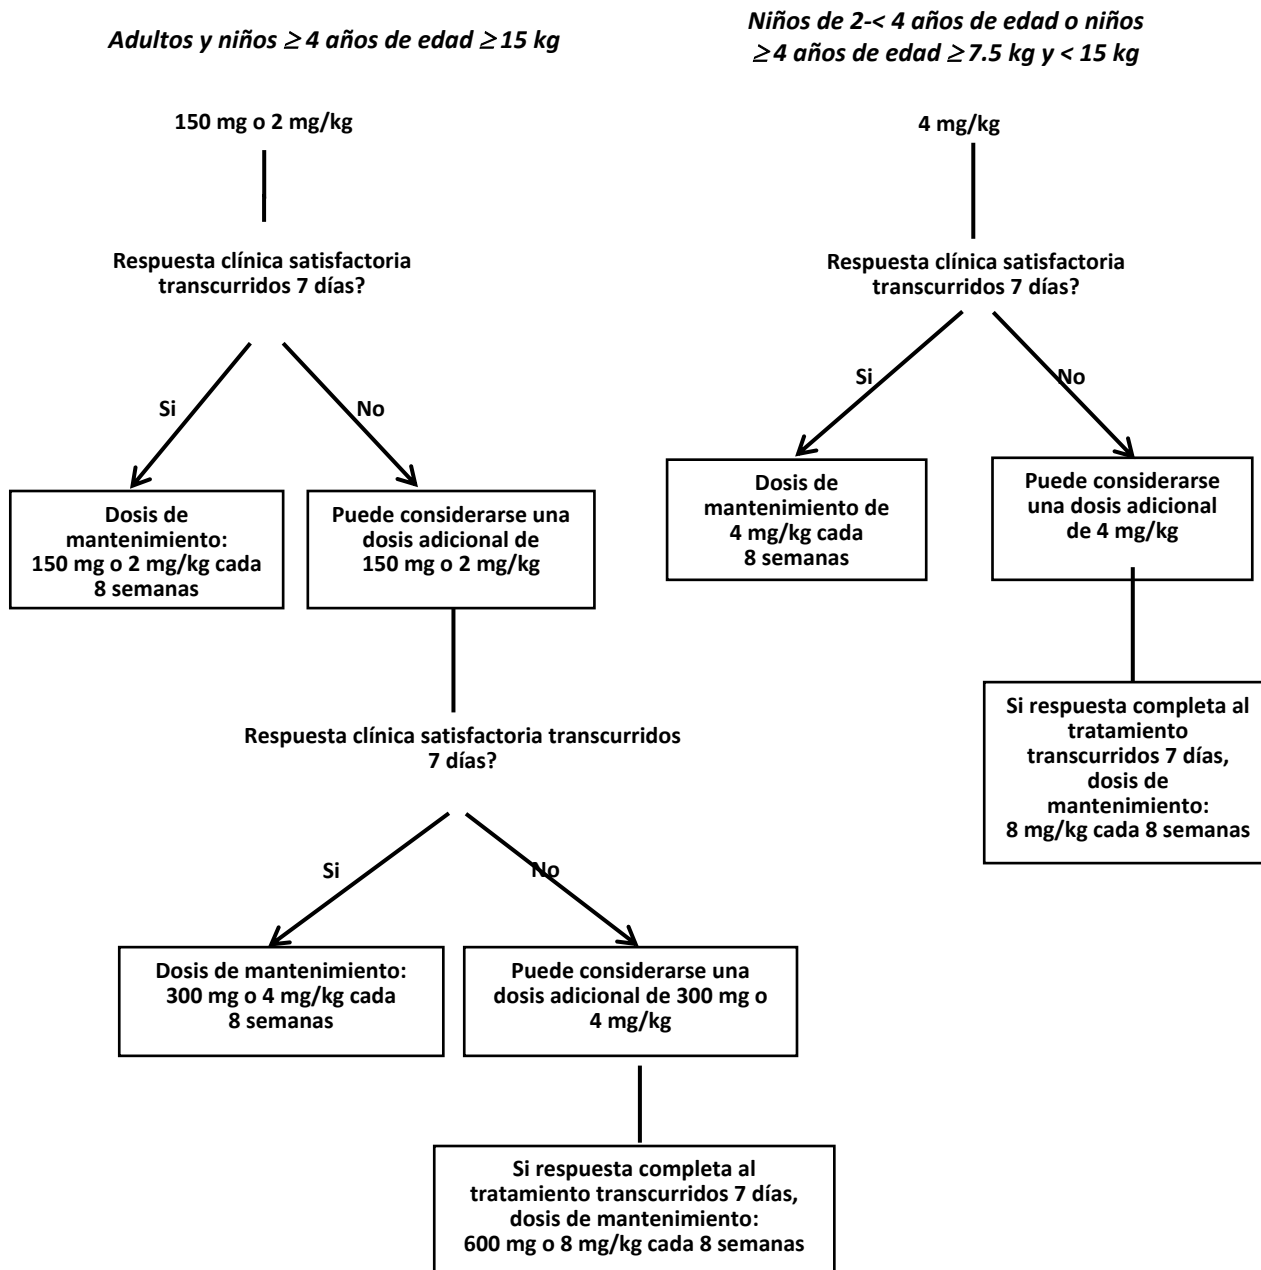 Adultos y niños ≥ 4 años de edad ≥ 15 kg
150 mg o 2 mg/kg
Respuesta clínica satisfactoria
transcurridos 7 días?
Si
No
Dosis de
mantenimiento:
150 mg o 2 mg/kg cada
8 semanas
Puede considerarse una
dosis adicional de
150 mg o 2 mg/kg
Respuesta clínica satisfactoria transcurridos
7 días?
Si
No
Dosis de mantenimiento:
300 mg o 4 mg/kg cada
8 semanas
Puede considerarse una
dosis adicional de 300 mg o
4 mg/kg
Si respuesta completa al
tratamiento transcurridos 7 días,
dosis de mantenimiento:
600 mg o 8 mg/kg cada 8 semanas
Niños de 2-< 4 años de edad o niños
≥ 4 años de edad ≥ 7.5 kg y < 15 kg
4 mg/kg
Respuesta clínica satisfactoria
transcurridos 7 días?
Si
No
Dosis de
mantenimiento de
4 mg/kg cada
8 semanas
Puede considerarse
una dosis adicional
de 4 mg/kg
Si respuesta completa al
tratamiento
transcurridos 7 días,
dosis de
mantenimiento:
8 mg/kg cada 8 semanas